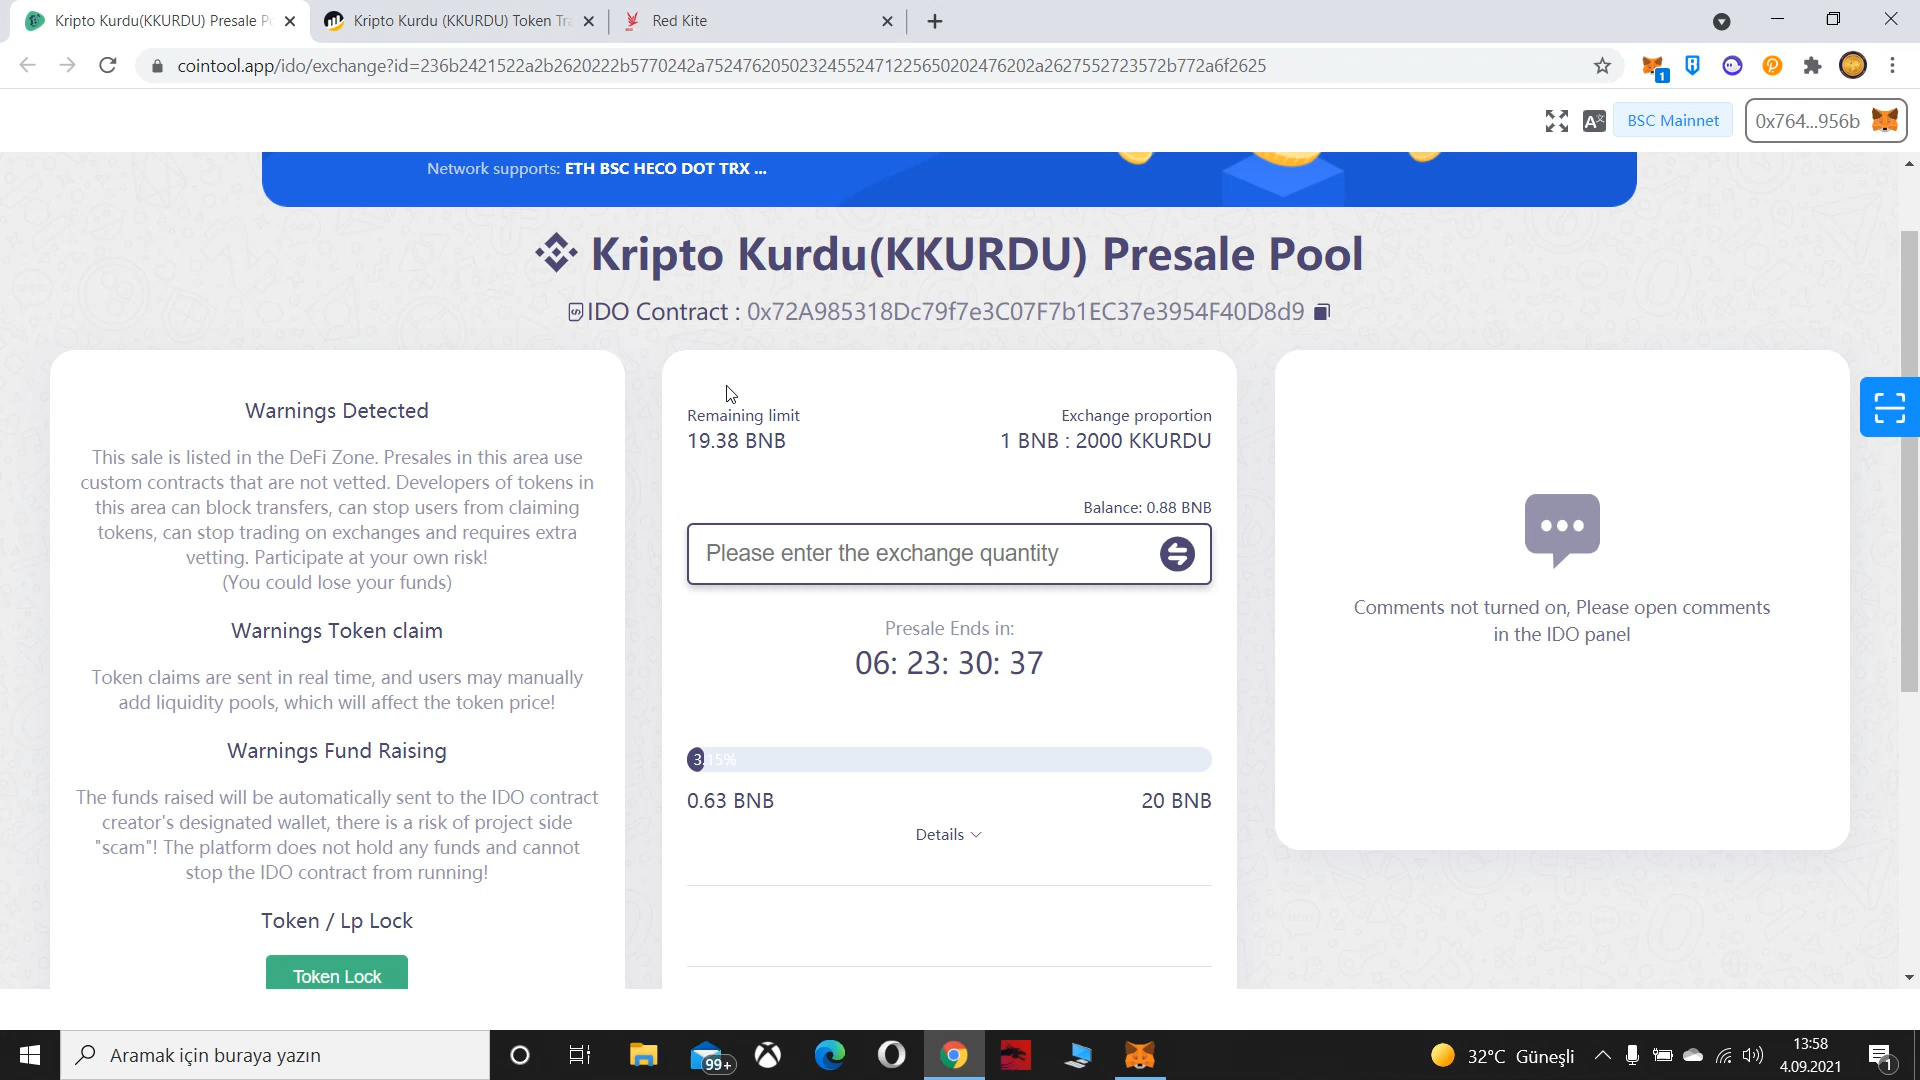 Kripto Kurdu(KKURDU) Presale Po
Kripto Kurdu (KKURDU) Token Tra
Red Kite
cointool.app/ido/exchange?id=236b2421522a2b2620222b5770242a75247620502324552471225650202476202a2627552723572b772a6f2625
1
BSC Mainnet
0x764...956b
Network supports: ETH BSC HECO DOT TRX ...
Kripto Kurdu(KKURDU) Presale Pool
IDO Contract : 0x72A985318Dc79f7e3C07F7b1EC37e3954F40D8d9
Warnings Detected
This sale is listed in the DeFi Zone. Presales in this area use
custom contracts that are not vetted. Developers of tokens in
this area can block transfers, can stop users from claiming
tokens, can stop trading on exchanges and requires extra
vetting. Participate at your own risk!
(You could lose your funds)
Warnings Token claim
Token claims are sent in real time, and users may manually
add liquidity pools, which will affect the token price!
Warnings Fund Raising
The funds raised will be automatically sent to the IDO contract
creator's designated wallet, there is a risk of project side
"scam"! The platform does not hold any funds and cannot
stop the IDO contract from running!
Token / Lp Lock
Token Lock
Remaining limit
19.38 BNB
Exchange proportion
1 BNB : 2000 KKURDU
Balance: 0.88 BNB
Please enter the exchange quantity
Presale Ends in:
06: 23: 30: 37
3.15%
0.63 BNB
20 BNB
Details
Comments not turned on, Please open comments
in the IDO panel
Aramak için buraya yazın
99+
32°C Güneşli
13:58
4.09.2021
1